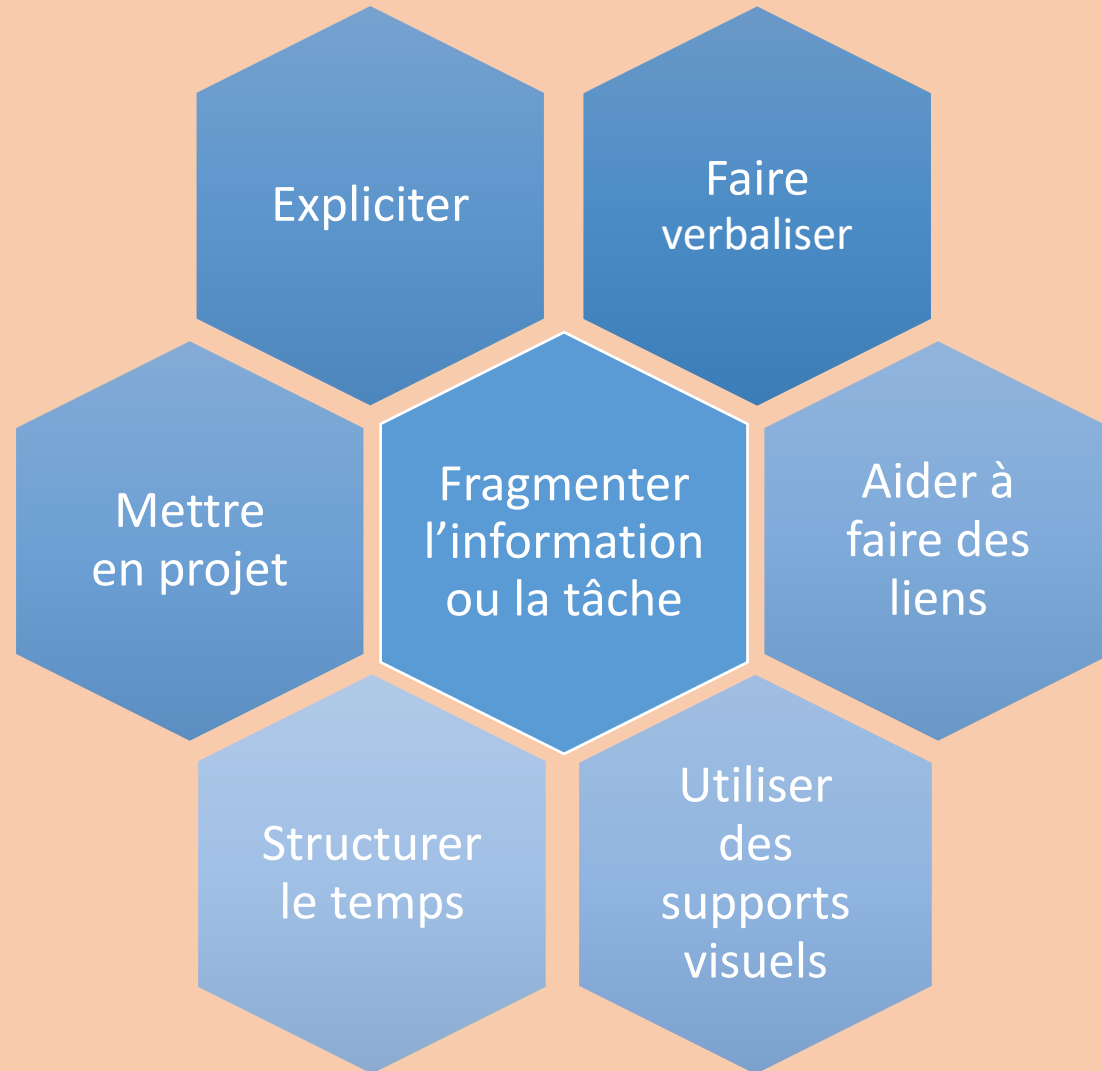 Expliciter
Faire
verbaliser
Mettre
en projet
Fragmenter
l’information
ou la tâche
Aider à
faire des
liens
Structurer
le temps
Utiliser
des
supports
visuels